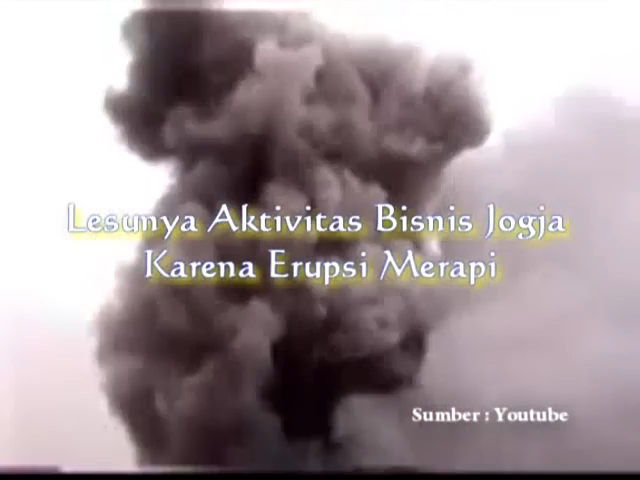 Lesunya Aktivitas Bisnis Jogja
Karena Erupsi Merapi
Sumber : Youtube